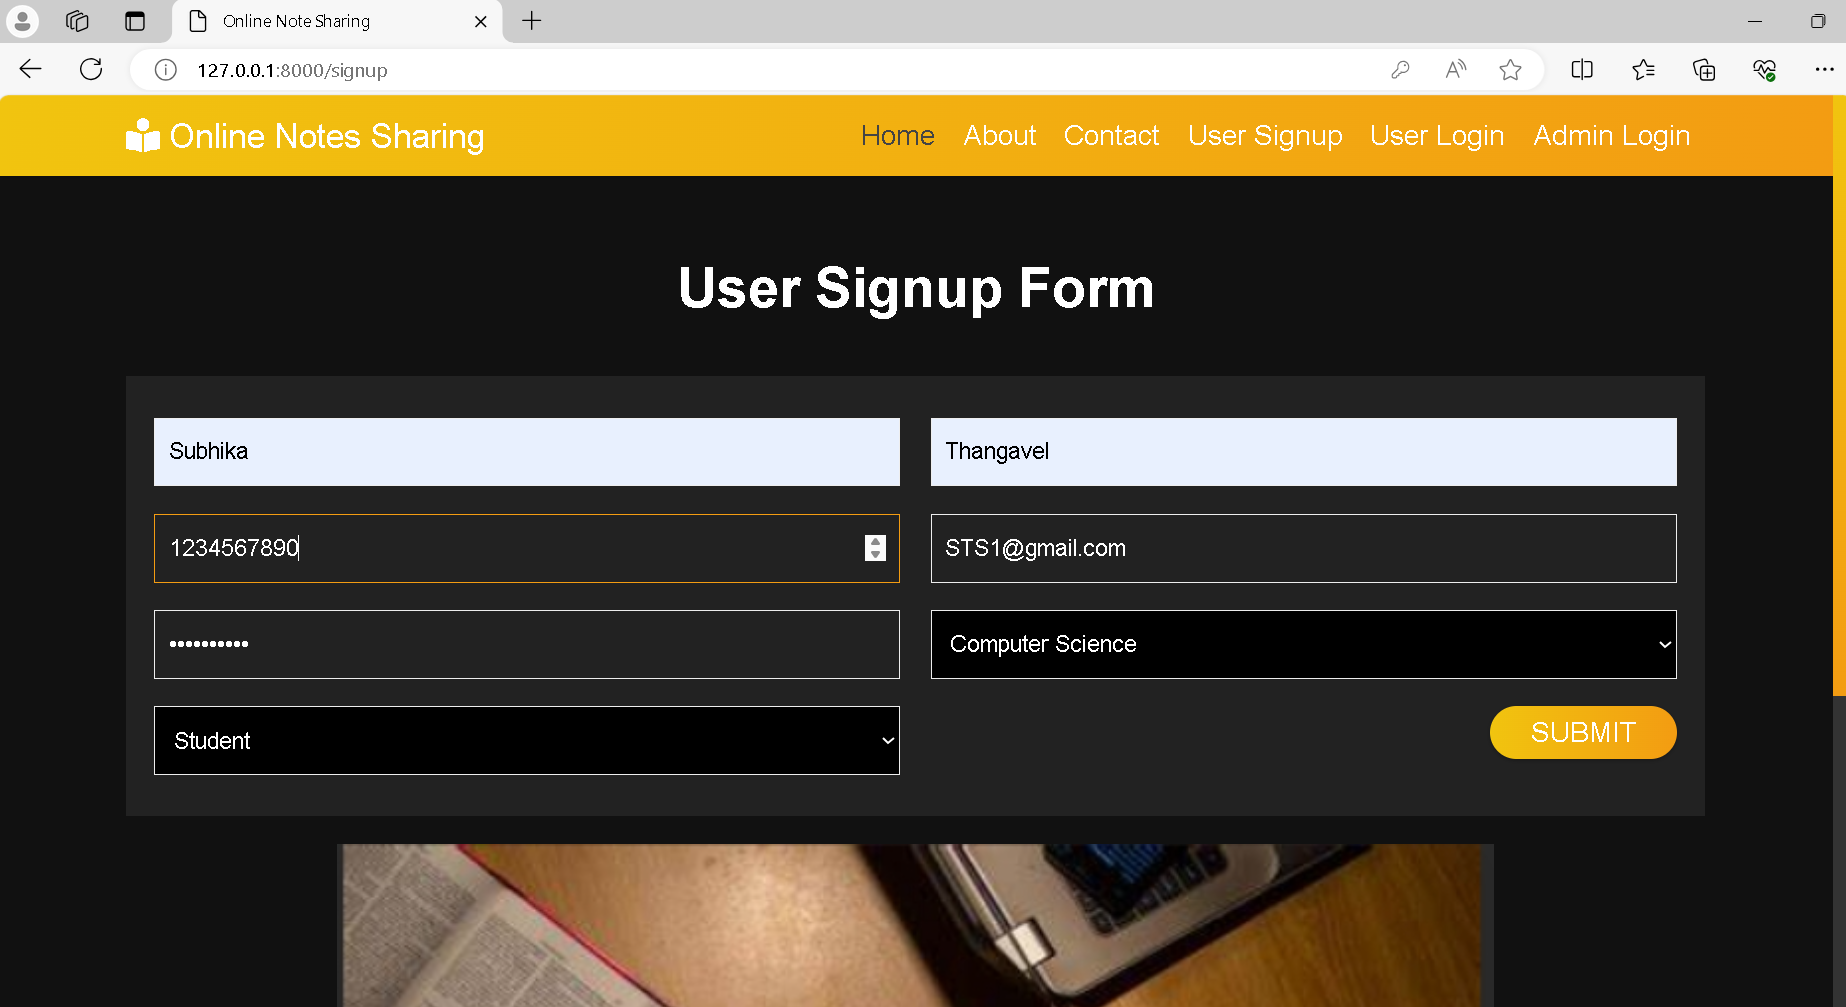 Online Note Sharing
127.0.0.1:8000/signup
Online Notes Sharing
Home About Contact User Signup User Login Admin Login
User Signup Form
Subhika Thangavel
1234567890 STS1@gmail.com
•••••••••• Computer Science
Student SUBMIT